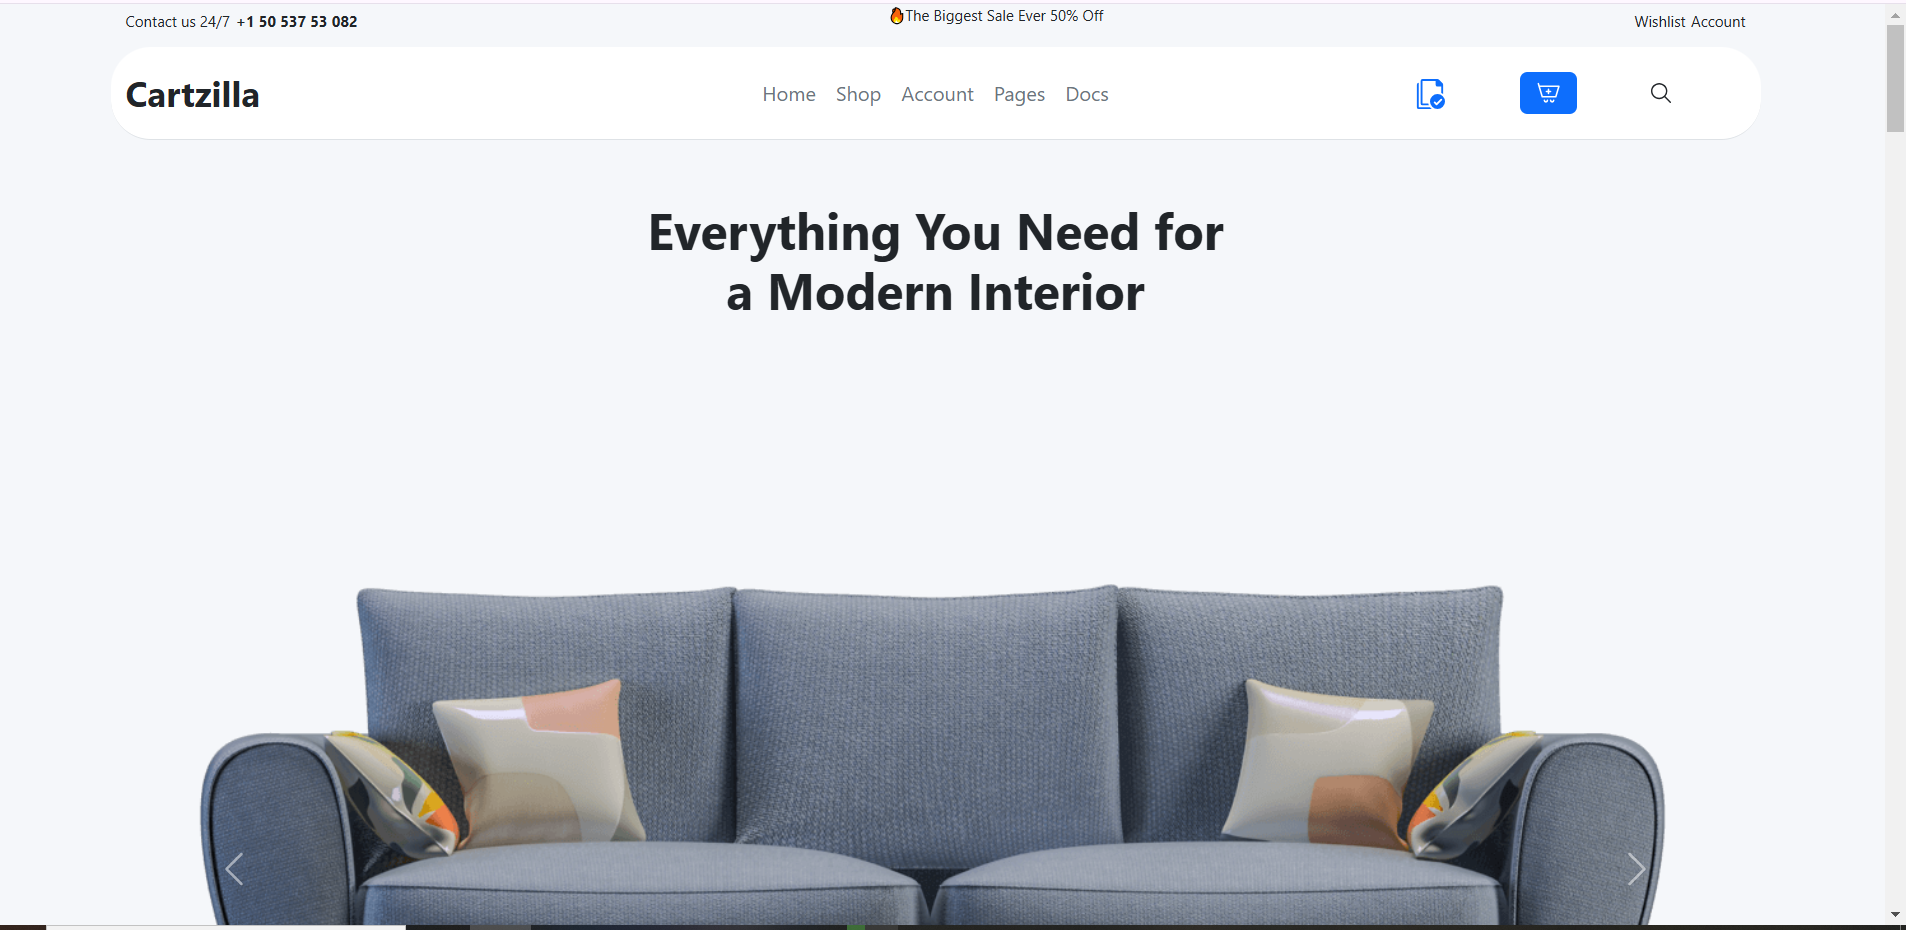 Contact us 24/7 +1 50 537 53 082
🔥The Biggest Sale Ever 50% Off
Wishlist Account
Cartzilla
Home Shop Account Pages Docs
Everything You Need for
a Modern Interior